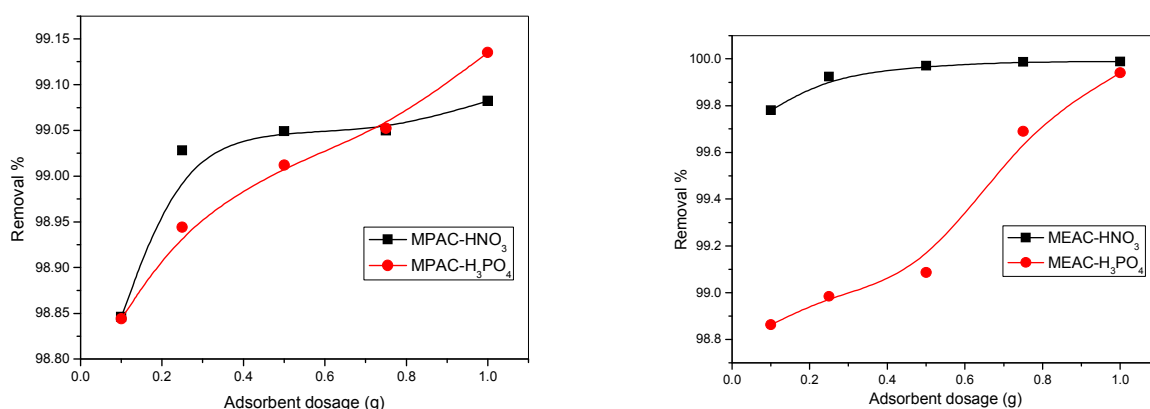 99.15
99.10
99.05
99.00
98.95
98.90
98.85
98.80
Removal %
MPAC-HNO₃
MPAC-H₃PO₄
0.0 0.2 0.4 0.6 0.8 1.0
Adsorbent dosage (g)
100.0
99.8
99.6
99.4
99.2
99.0
98.8
Removal %
MEAC-HNO₃
MEAC-H₃PO₄
0.0 0.2 0.4 0.6 0.8 1.0
Adsorbent dosage (g)